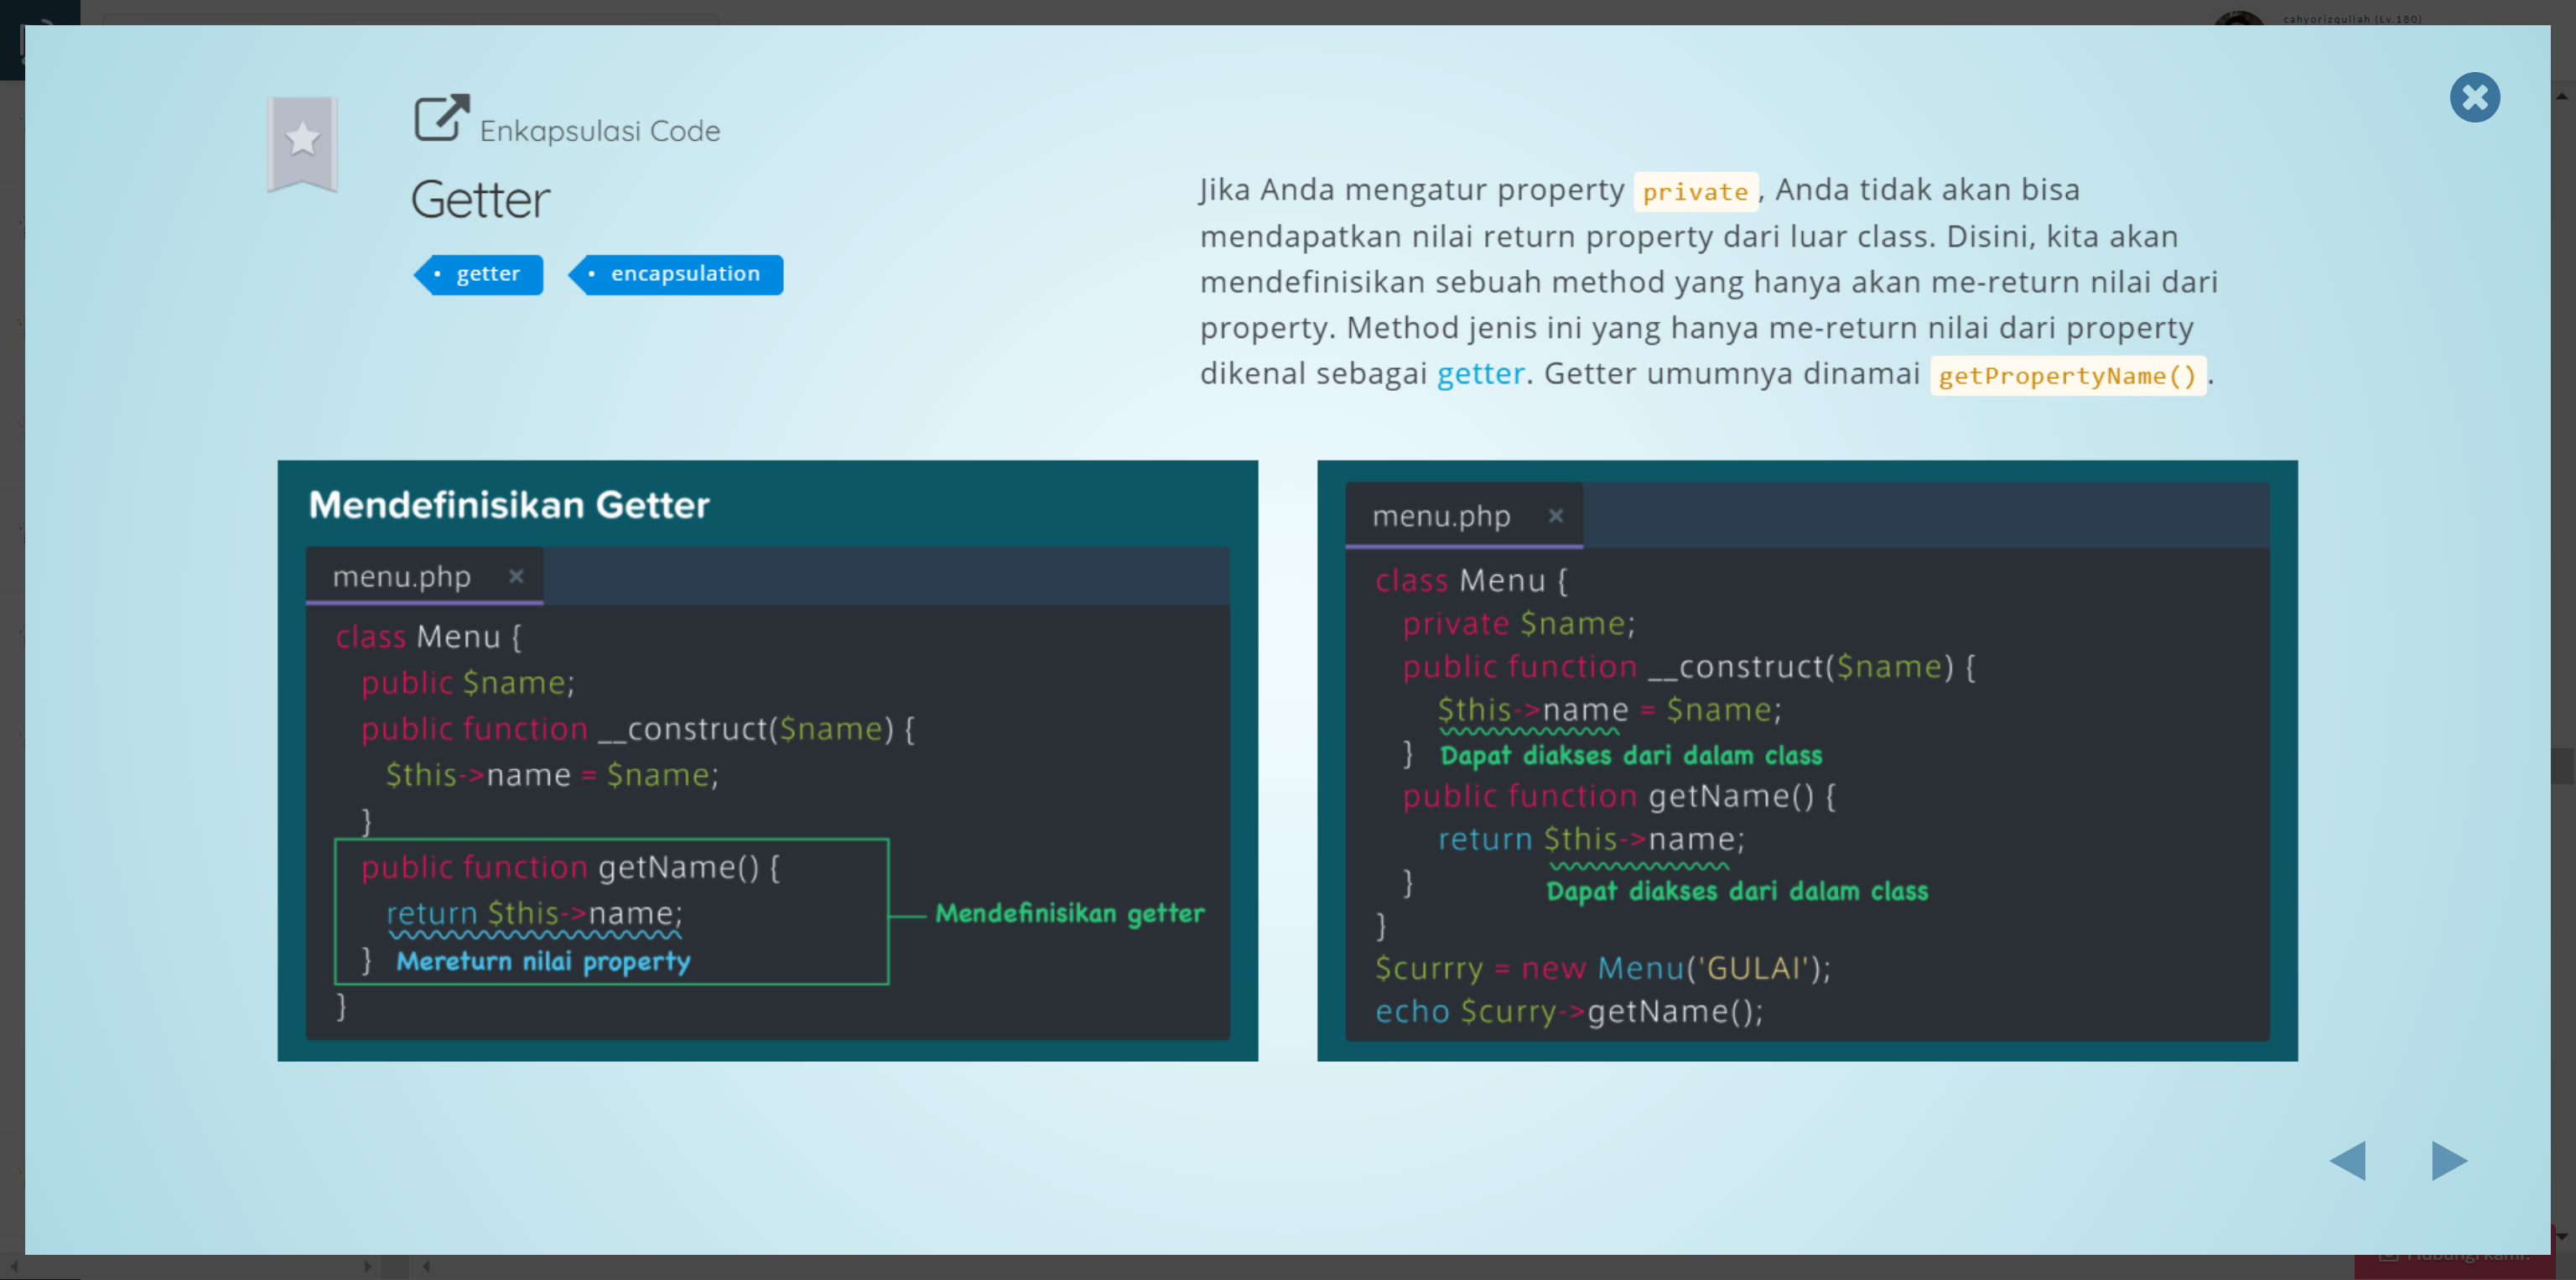 cahyorizqullah (Lv.180)
Enkapsulasi Code
Getter
getter
encapsulation
Jika Anda mengatur property private, Anda tidak akan bisa
mendapatkan nilai return property dari luar class. Disini, kita akan
mendefinisikan sebuah method yang hanya akan me-return nilai dari
property. Method jenis ini yang hanya me-return nilai dari property
dikenal sebagai getter. Getter umumnya dinamai getPropertyName().
Mendefinisikan Getter
menu.php ×
class Menu {
public $name;
public function __construct($name) {
$this->name = $name;
}
public function getName() {
return $this->name;
} Mereturn nilai property
}
Mendefinisikan getter
menu.php ×
class Menu {
private $name;
public function __construct($name) {
$this->name = $name;
} Dapat diakses dari dalam class
public function getName() {
return $this->name;
} Dapat diakses dari dalam class
}
$currry = new Menu('GULAI');
echo $curry->getName();
Hubungi kami!